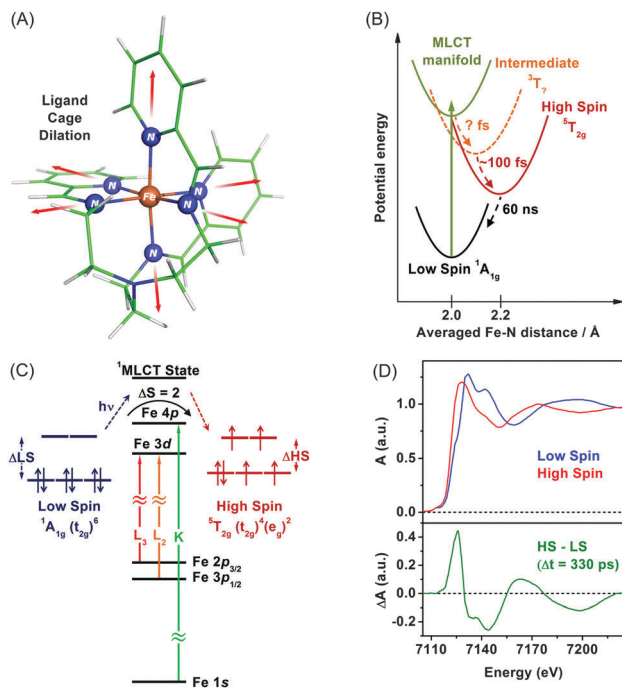 (A)
Ligand
Cage
Dilation
N
N
N
Fe
N
N
N
(B)
MLCT
manifold
Intermediate
³T?
High Spin
⁵T₂g
? fs
~100 fs
60 ns
Low Spin ¹A₁g
Potential energy
2.0 2.2
Averaged Fe-N distance / Å
(C)
¹MLCT State
hν
ΔS = 2
Fe 4p
Fe 3d
ΔLS
ΔHS
Low Spin
¹A₁g (t₂g)⁶
High Spin
⁵T₂g (t₂g)⁴(e_g)²
L₃ L₂ K
Fe 2p₃/₂
Fe 3p₁/₂
Fe 1s
(D)
A (a.u.)
1.0
0.5
0.0
Low Spin
High Spin
ΔA (a.u.)
0.4
0.2
0.0
-0.2
HS - LS
(Δt = 330 ps)
7110 7140 7170 7200
Energy (eV)